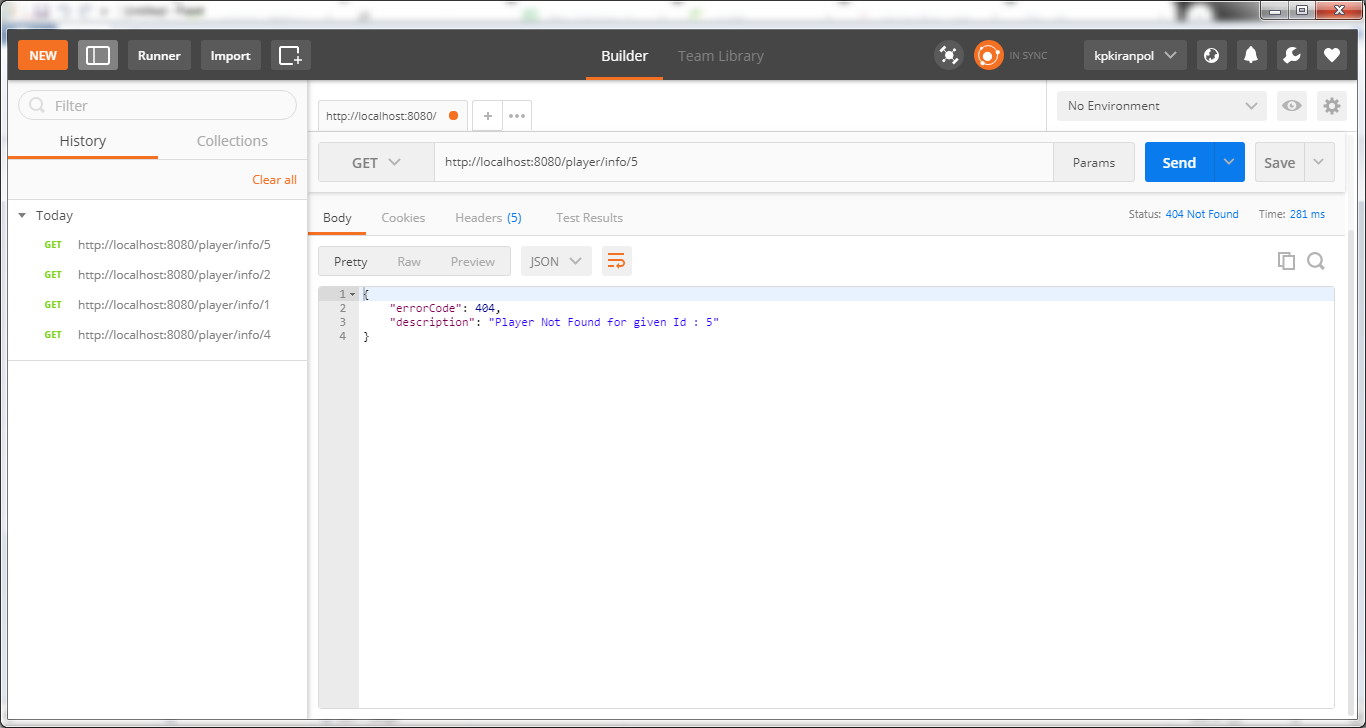 NEW Runner Import Builder Team Library IN SYNC kpkiranpol
Filter
History Collections
Clear all
Today
GET http://localhost:8080/player/info/5
GET http://localhost:8080/player/info/2
GET http://localhost:8080/player/info/1
GET http://localhost:8080/player/info/4
http://localhost:8080/ + ••• No Environment
GET http://localhost:8080/player/info/5 Params Send Save
Body Cookies Headers (5) Test Results Status: 404 Not Found Time: 281 ms
Pretty Raw Preview JSON
1 {
2 "errorCode": 404,
3 "description": "Player Not Found for given Id : 5"
4 }